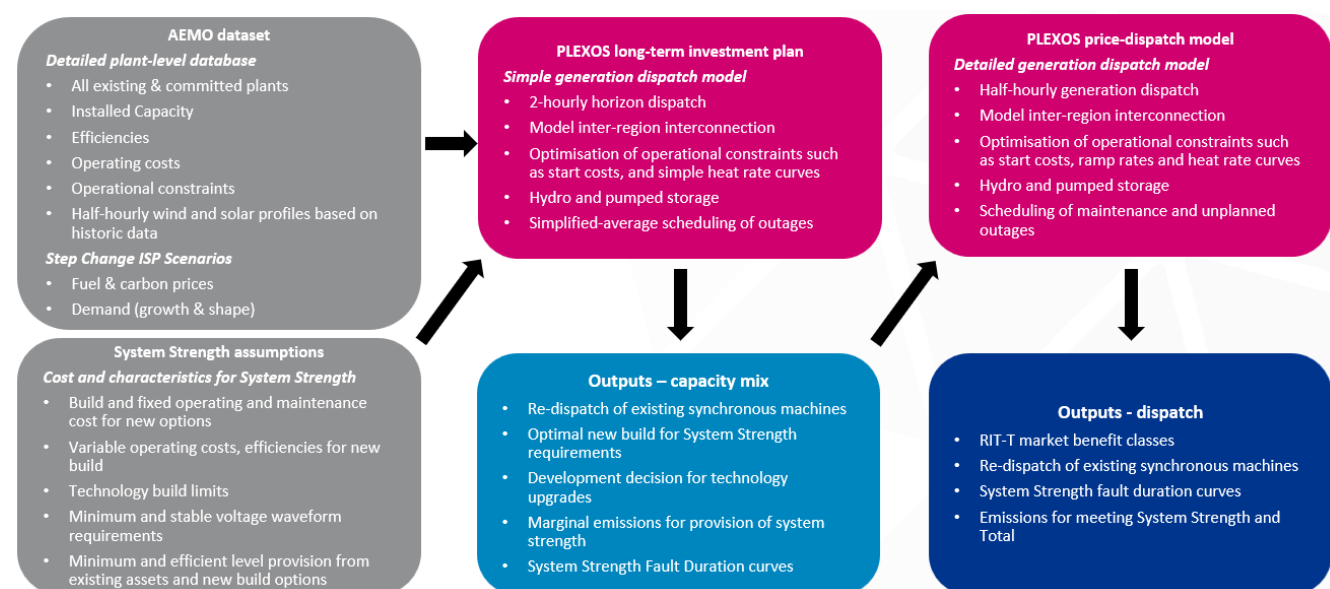 AEMO dataset
Detailed plant-level database
• All existing & committed plants
• Installed Capacity
• Efficiencies
• Operating costs
• Operational constraints
• Half-hourly wind and solar profiles based on
historic data
Step Change ISP Scenarios
• Fuel & carbon prices
• Demand (growth & shape)
System Strength assumptions
Cost and characteristics for System Strength
• Build and fixed operating and maintenance
cost for new options
• Variable operating costs, efficiencies for new
build
• Technology build limits
• Minimum and stable voltage waveform
requirements
• Minimum and efficient level provision from
existing assets and new build options
PLEXOS long-term investment plan
Simple generation dispatch model
• 2-hourly horizon dispatch
• Model inter-region interconnection
• Optimisation of operational constraints such
as start costs, and simple heat rate curves
• Hydro and pumped storage
• Simplified-average scheduling of outages
Outputs – capacity mix
• Re-dispatch of existing synchronous machines
• Optimal new build for System Strength
requirements
• Development decision for technology
upgrades
• Marginal emissions for provision of system
strength
• System Strength Fault Duration curves
PLEXOS price-dispatch model
Detailed generation dispatch model
• Half-hourly generation dispatch
• Model inter-region interconnection
• Optimisation of operational constraints such
as start costs, ramp rates and heat rate curves
• Hydro and pumped storage
• Scheduling of maintenance and unplanned
outages
Outputs - dispatch
• RIT-T market benefit classes
• Re-dispatch of existing synchronous machines
• System Strength fault duration curves
• Emissions for meeting System Strength and
Total